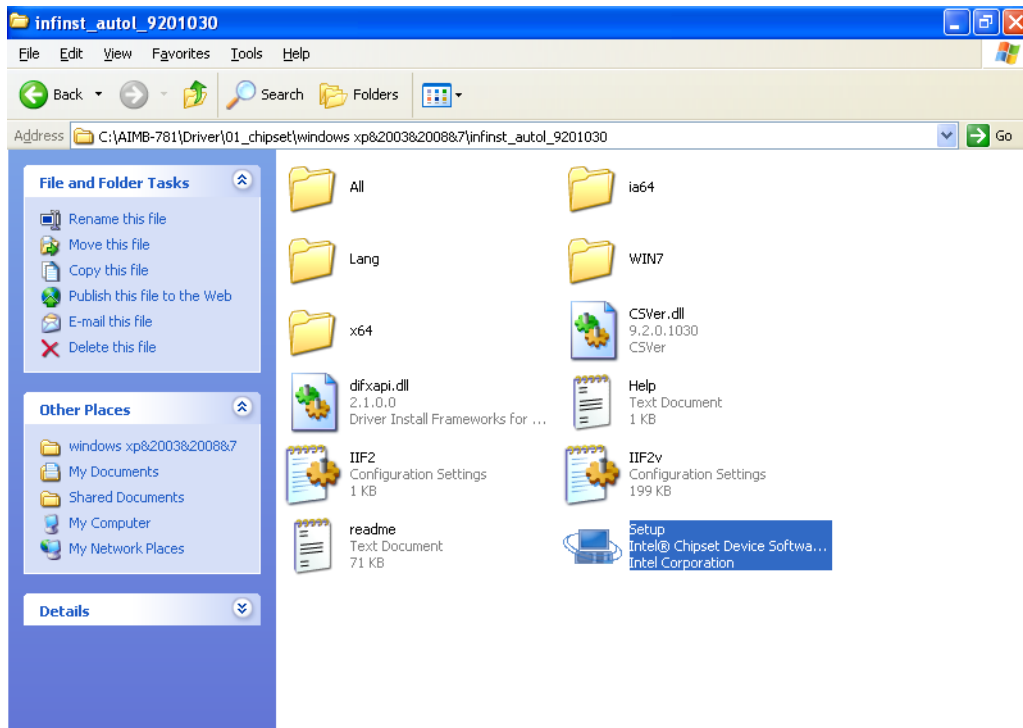 infinst_autol_9201030
File Edit View Favorites Tools Help
Back Search Folders
Address C:\AIMB-781\Driver\01_chipset\windows xp&2003&2008&7\infinst_autol_9201030 Go
File and Folder Tasks
Rename this file
Move this file
Copy this file
Publish this file to the Web
E-mail this file
Delete this file
Other Places
windows xp&2003&2008&7
My Documents
Shared Documents
My Computer
My Network Places
Details
All
ia64
Lang
WIN7
x64
CSVer.dll
9.2.0.1030
CSVer
difxapi.dll
2.1.0.0
Driver Install Frameworks for ...
Help
Text Document
1 KB
IIF2
Configuration Settings
1 KB
IIF2v
Configuration Settings
199 KB
readme
Text Document
71 KB
Setup
Intel® Chipset Device Softwa...
Intel Corporation